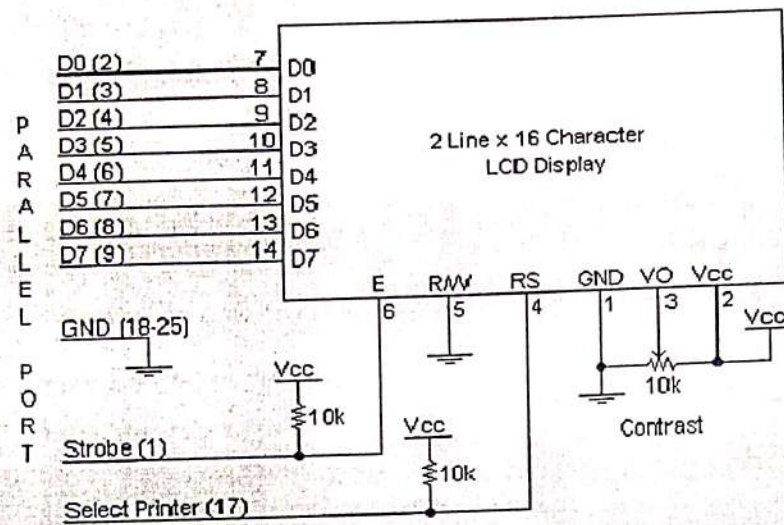 D0 (2) 7 D0
D1 (3) 8 D1
D2 (4) 9 D2
D3 (5) 10 D3
D4 (6) 11 D4
D5 (7) 12 D5
D6 (8) 13 D6
D7 (9) 14 D7
2 Line x 16 Character
LCD Display
PARALLEL PORT
E R/W RS GND VO Vcc
6 5 4 1 3 2
GND (18-25)
Vcc
10k
Contrast
Vcc
10k
Strobe (1)
Vcc
10k
Select Printer (17)